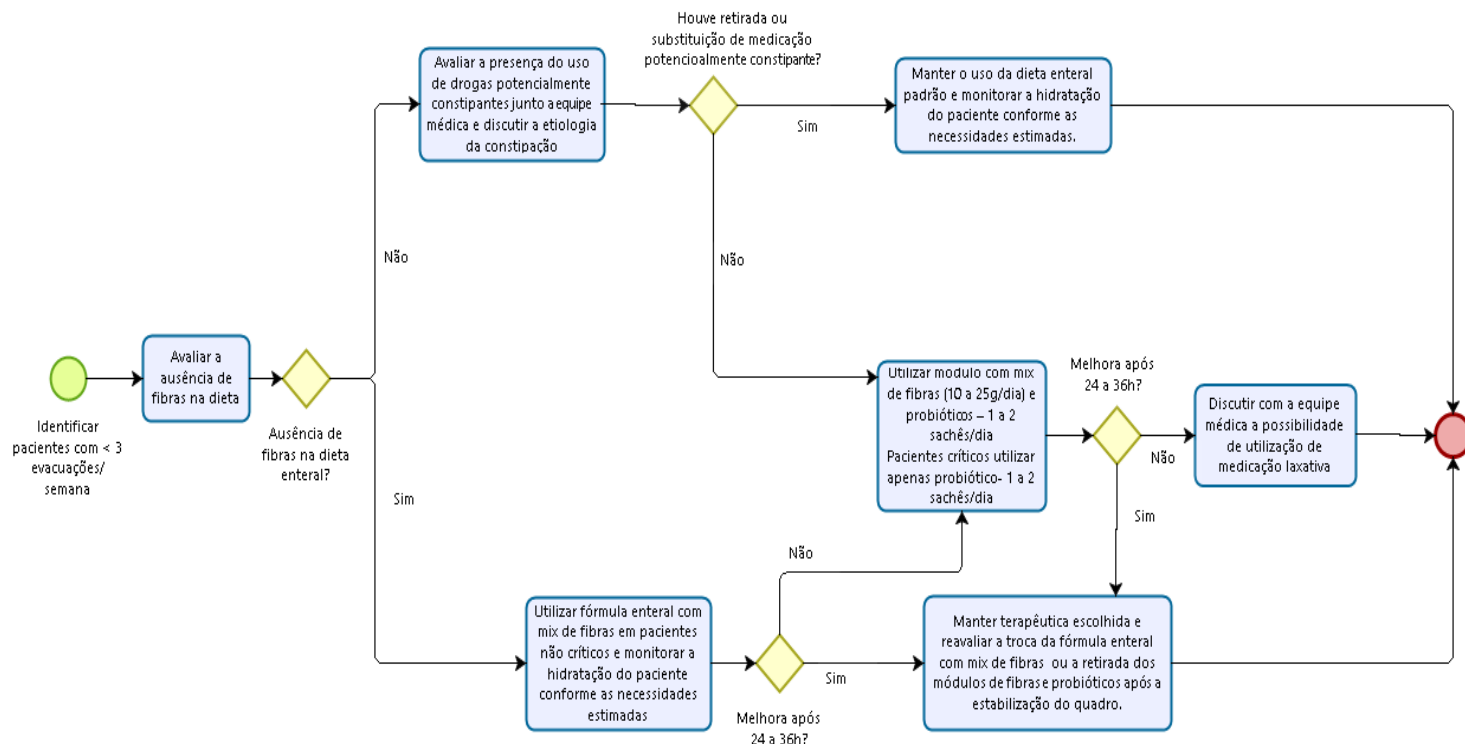 Houve retirada ou
substituição de medicação
potencioalmente constipante?
Avaliar a presença do uso
de drogas potencialmente
constipantes junto a equipe
médica e discutir a etiologia
da constipação
Sim
Manter o uso da dieta enteral
padrão e monitorar a hidratação
do paciente conforme as
necessidades estimadas.
Não
Não
Identificar
pacientes com < 3
evacuações/
semana
Avaliar a
ausência de
fibras na dieta
Ausência de
fibras na dieta
enteral?
Utilizar modulo com mix
de fibras (10 a 25g/dia) e
probióticos – 1 a 2
sachês/dia
Pacientes críticos utilizar
apenas probiótico- 1 a 2
sachês/dia
Melhora após
24 a 36h?
Não
Discutir com a equipe
médica a possibilidade
de utilização de
medicação laxativa
Sim
Sim
Não
Utilizar fórmula enteral com
mix de fibras em pacientes
não críticos e monitorar a
hidratação do paciente
conforme as necessidades
estimadas
Melhora após
24 a 36h?
Sim
Manter terapêutica escolhida e
reavaliar a troca da fórmula enteral
com mix de fibras ou a retirada dos
módulos de fibras e probióticos após a
estabilização do quadro.